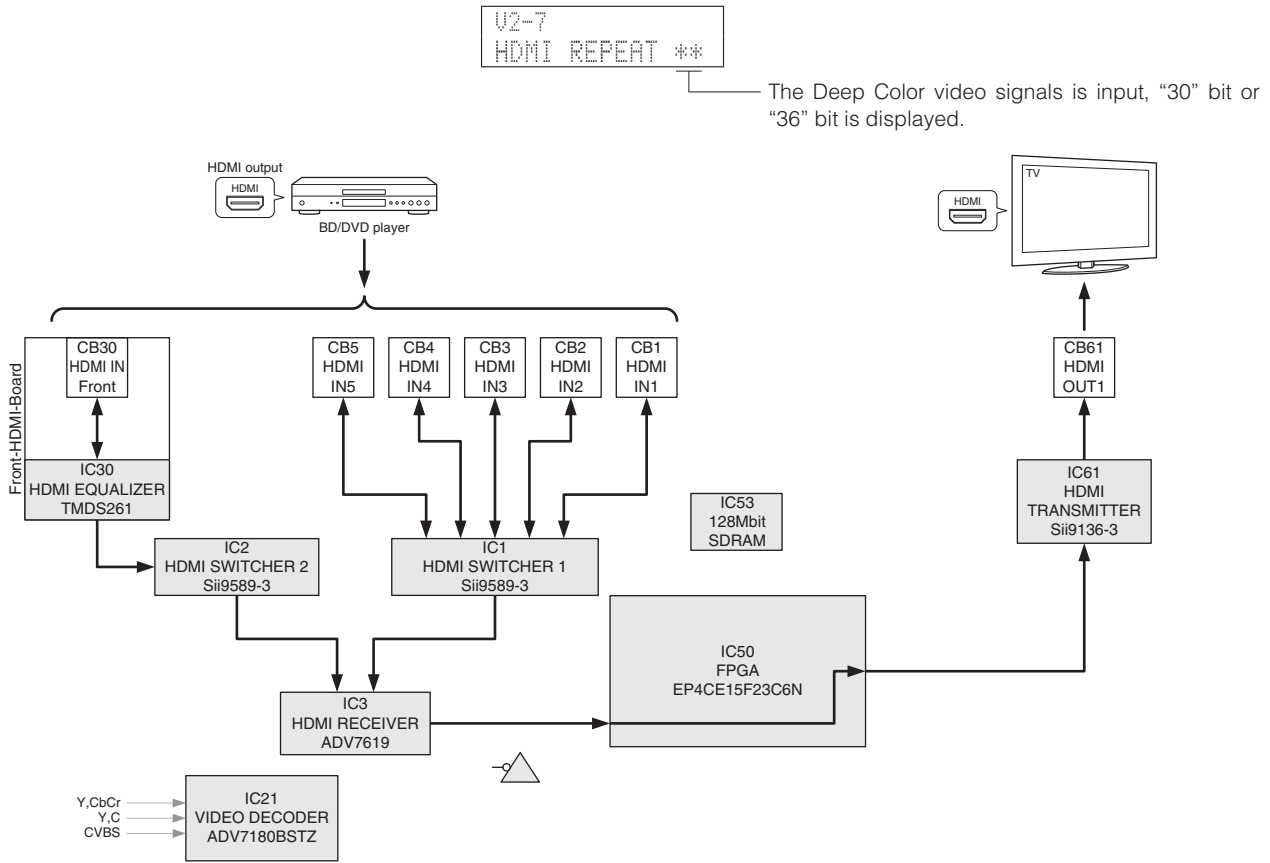 V2-7
HDMI REPEAT **
The Deep Color video signals is input, “30” bit or
“36” bit is displayed.
HDMI output
HDMI
BD/DVD player
HDMI
TV
Front-HDMI-Board
CB30
HDMI IN
Front
CB5
HDMI
IN5
CB4
HDMI
IN4
CB3
HDMI
IN3
CB2
HDMI
IN2
CB1
HDMI
IN1
CB61
HDMI
OUT1
IC30
HDMI EQUALIZER
TMDS261
IC53
128Mbit
SDRAM
IC61
HDMI
TRANSMITTER
Sii9136-3
IC2
HDMI SWITCHER 2
Sii9589-3
IC1
HDMI SWITCHER 1
Sii9589-3
IC50
FPGA
EP4CE15F23C6N
IC3
HDMI RECEIVER
ADV7619
Y,CbCr
Y,C
CVBS
IC21
VIDEO DECODER
ADV7180BSTZ